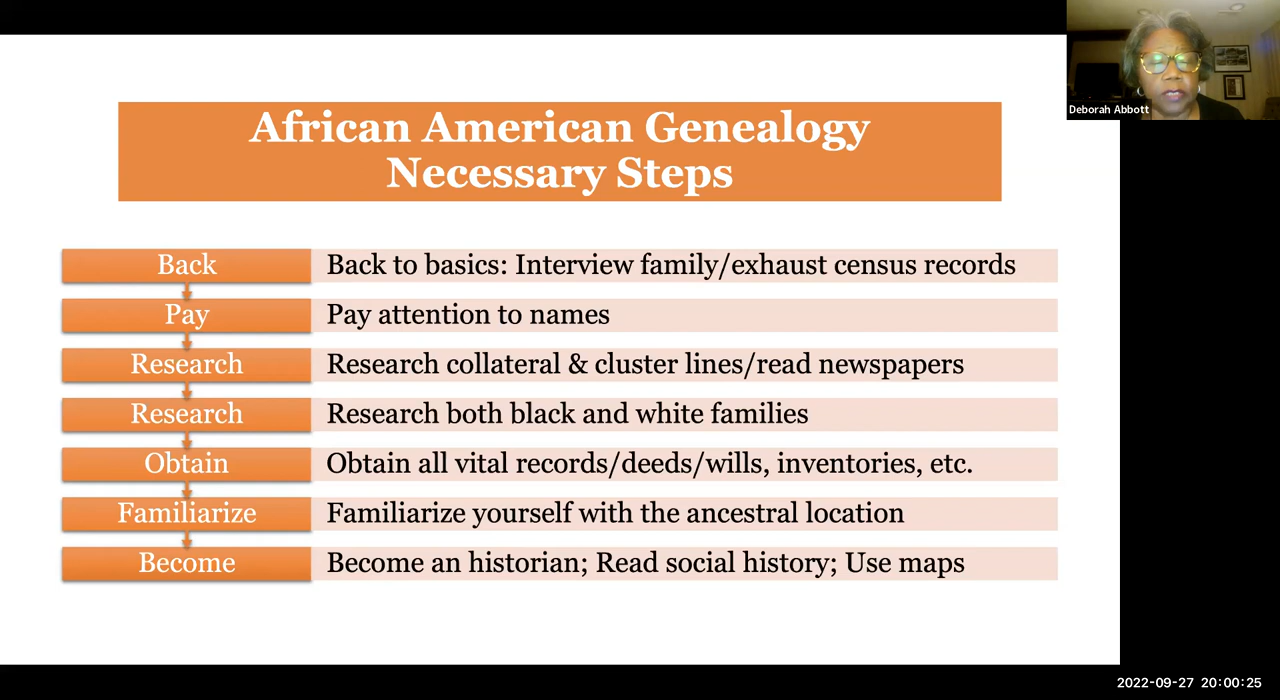 Deborah Abbott
African American Genealogy
Necessary Steps
Back
Back to basics: Interview family/exhaust census records
Pay
Pay attention to names
Research
Research collateral & cluster lines/read newspapers
Research
Research both black and white families
Obtain
Obtain all vital records/deeds/wills, inventories, etc.
Familiarize
Familiarize yourself with the ancestral location
Become
Become an historian; Read social history; Use maps
2022-09-27 20:00:25